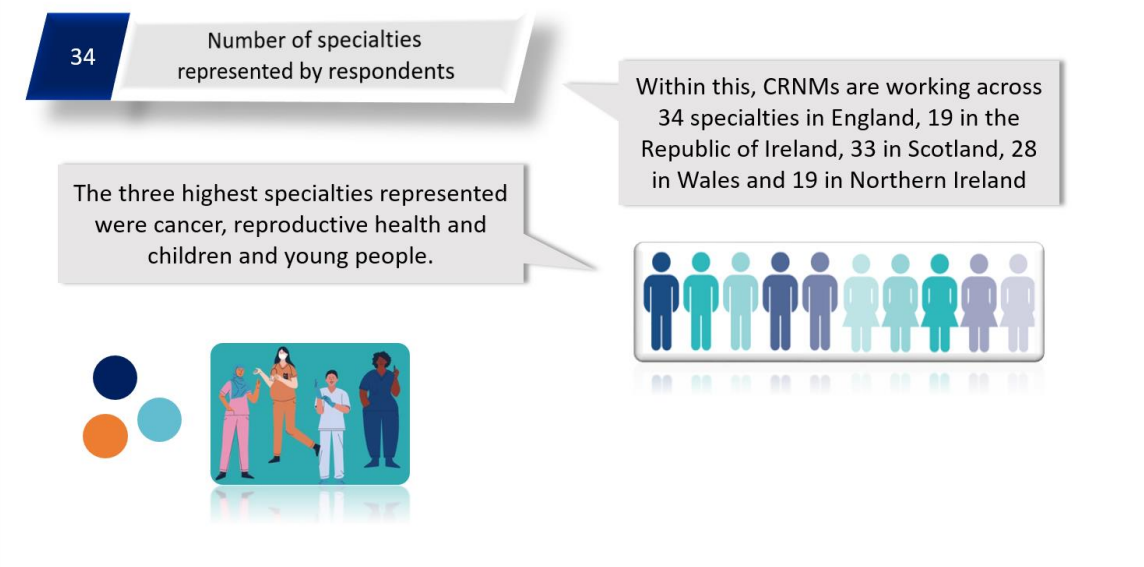 34
Number of specialties
represented by respondents
Within this, CRNMs are working across
34 specialties in England, 19 in the
Republic of Ireland, 33 in Scotland, 28
in Wales and 19 in Northern Ireland
The three highest specialties represented
were cancer, reproductive health and
children and young people.